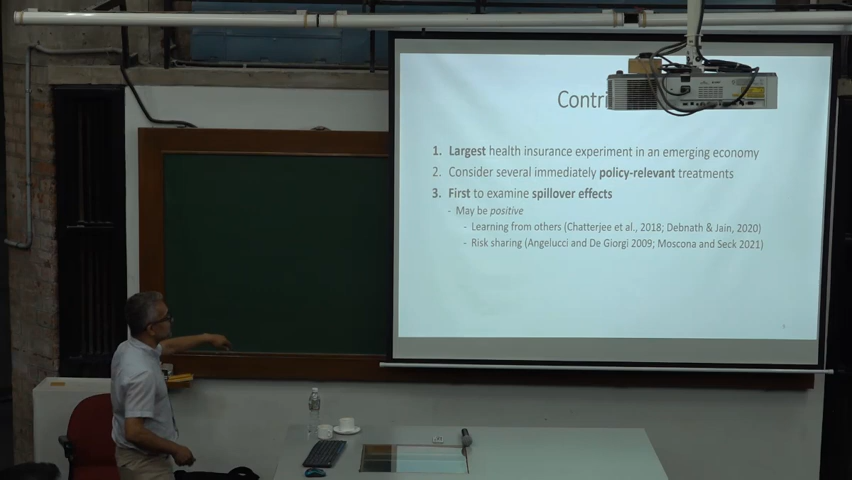 Contri
1. Largest health insurance experiment in an emerging economy
2. Consider several immediately policy-relevant treatments
3. First to examine spillover effects
- May be positive
- Learning from others (Chatterjee et al., 2018; Debnath & Jain, 2020)
- Risk sharing (Angelucci and De Giorgi 2009; Moscona and Seck 2021)